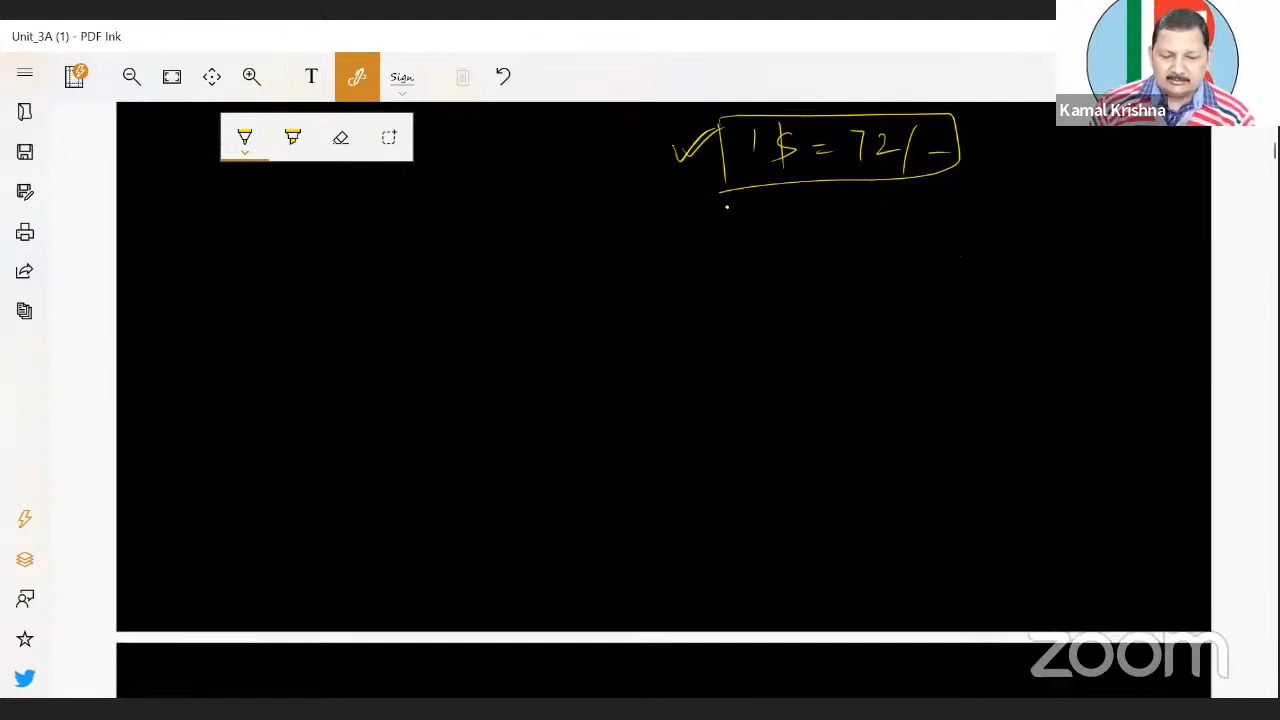 Unit_3A (1) - PDF Ink
T
Sign
Kamal Krishna
1 $ = 72/-
zoom